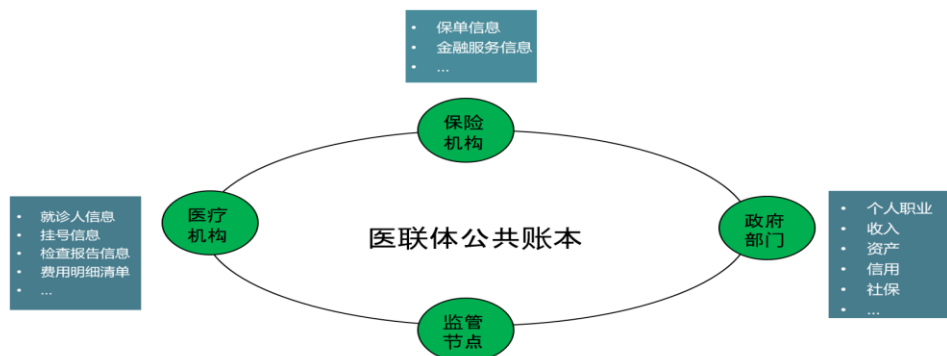 保单信息
金融服务信息
...
保险
机构
就诊人信息
挂号信息
检查报告信息
费用明细清单
...
医疗
机构
医联体公共账本
政府
部门
个人职业
收入
资产
信用
社保
...
监管
节点